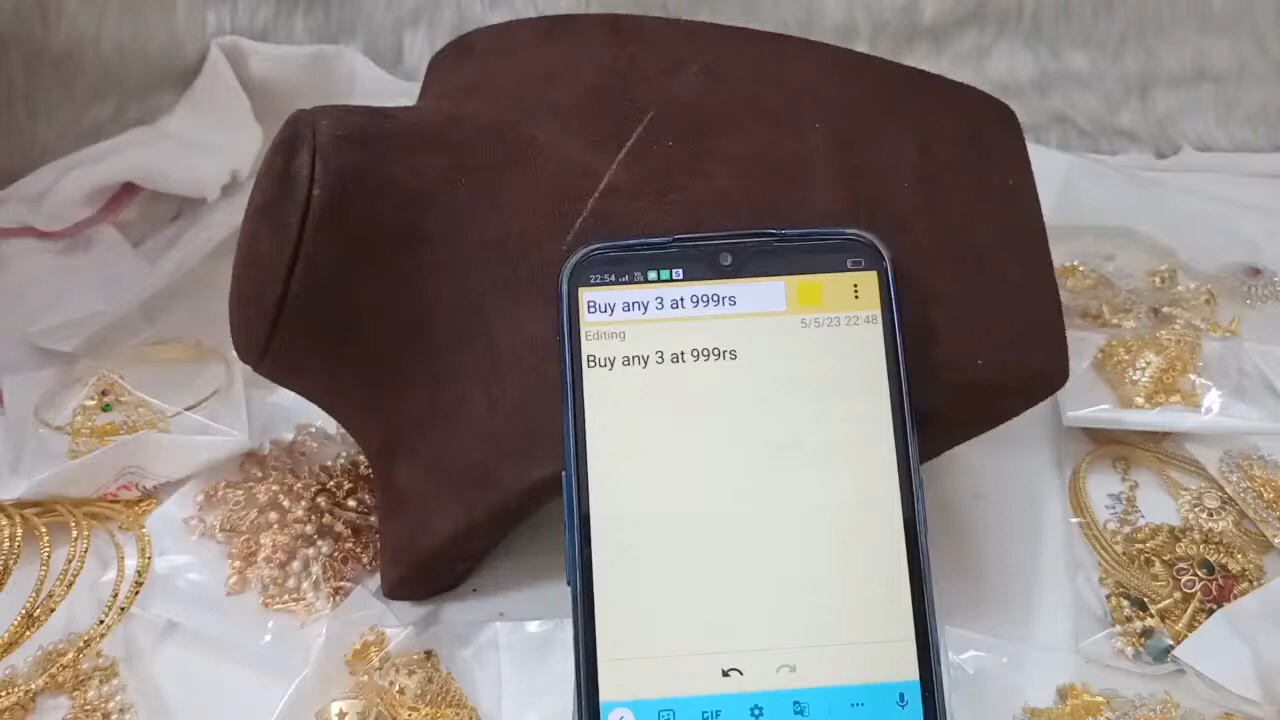 22:54
Buy any 3 at 999rs
Editing
5/5/23 22:48
Buy any 3 at 999rs
GIF